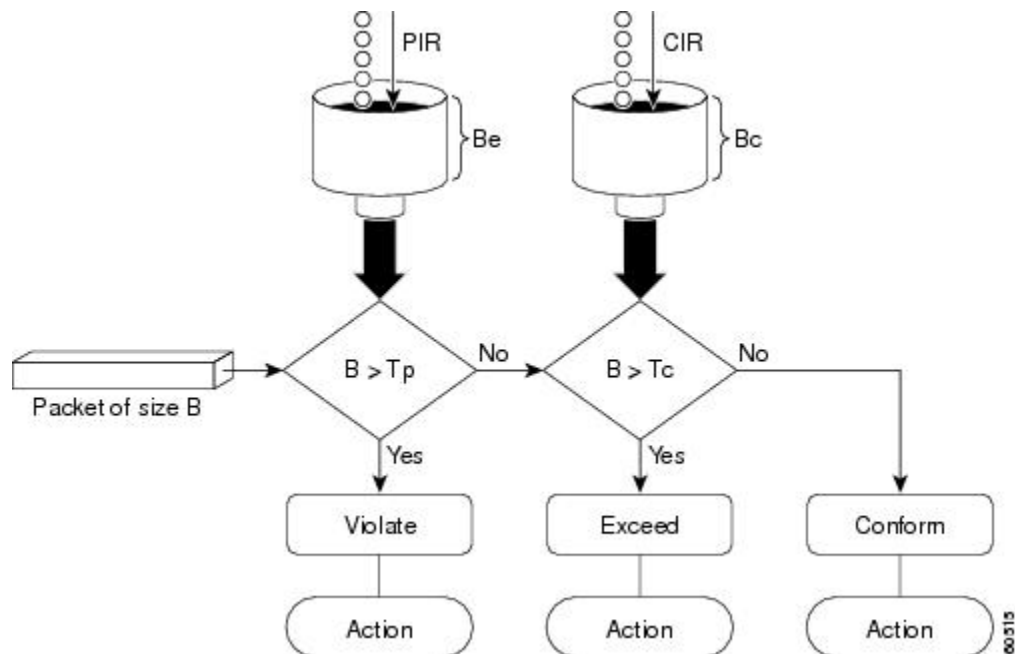 PIR
CIR
Be
Bc
B > Tp
No
B > Tc
No
Packet of size B
Yes
Yes
Violate
Exceed
Conform
Action
Action
Action
60515